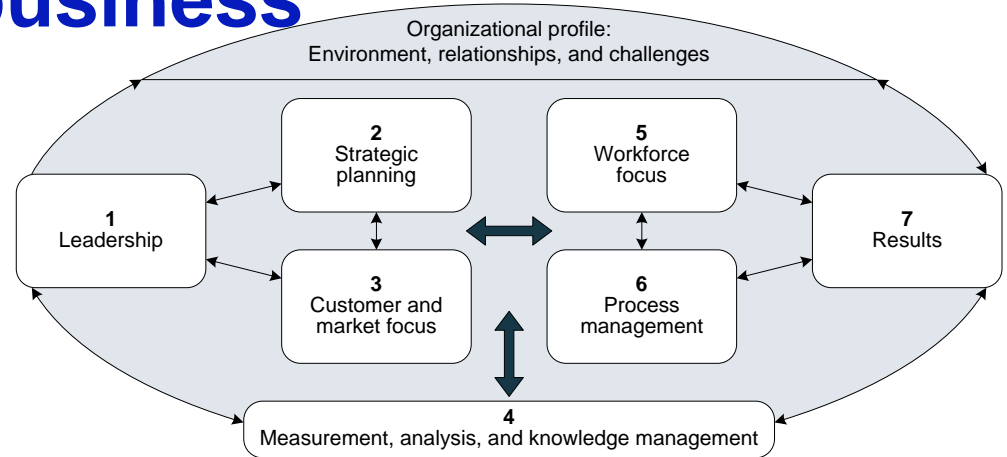 business
Organizational profile:
Environment, relationships, and challenges
1
Leadership
2
Strategic
planning
3
Customer and
market focus
5
Workforce
focus
6
Process
management
7
Results
4
Measurement, analysis, and knowledge management